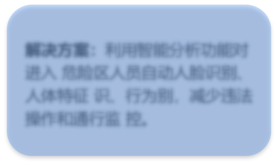 解决方案：利用智能分析功能对
进入 危险区人员自动人脸识别、
人体特征 识、行为别、减少违法
操作和通行监 控。